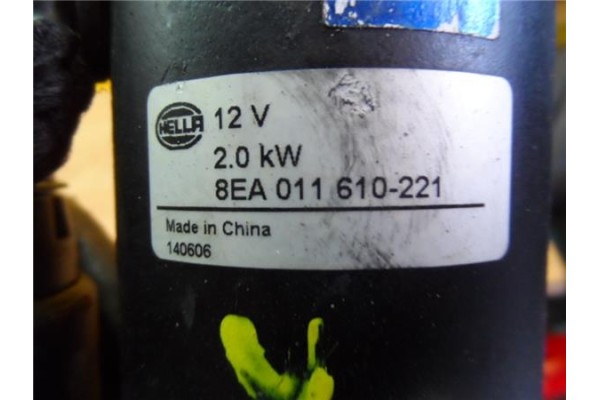 HELLA 12 V
2.0 kW
8EA 011 610-221
Made in China
140606